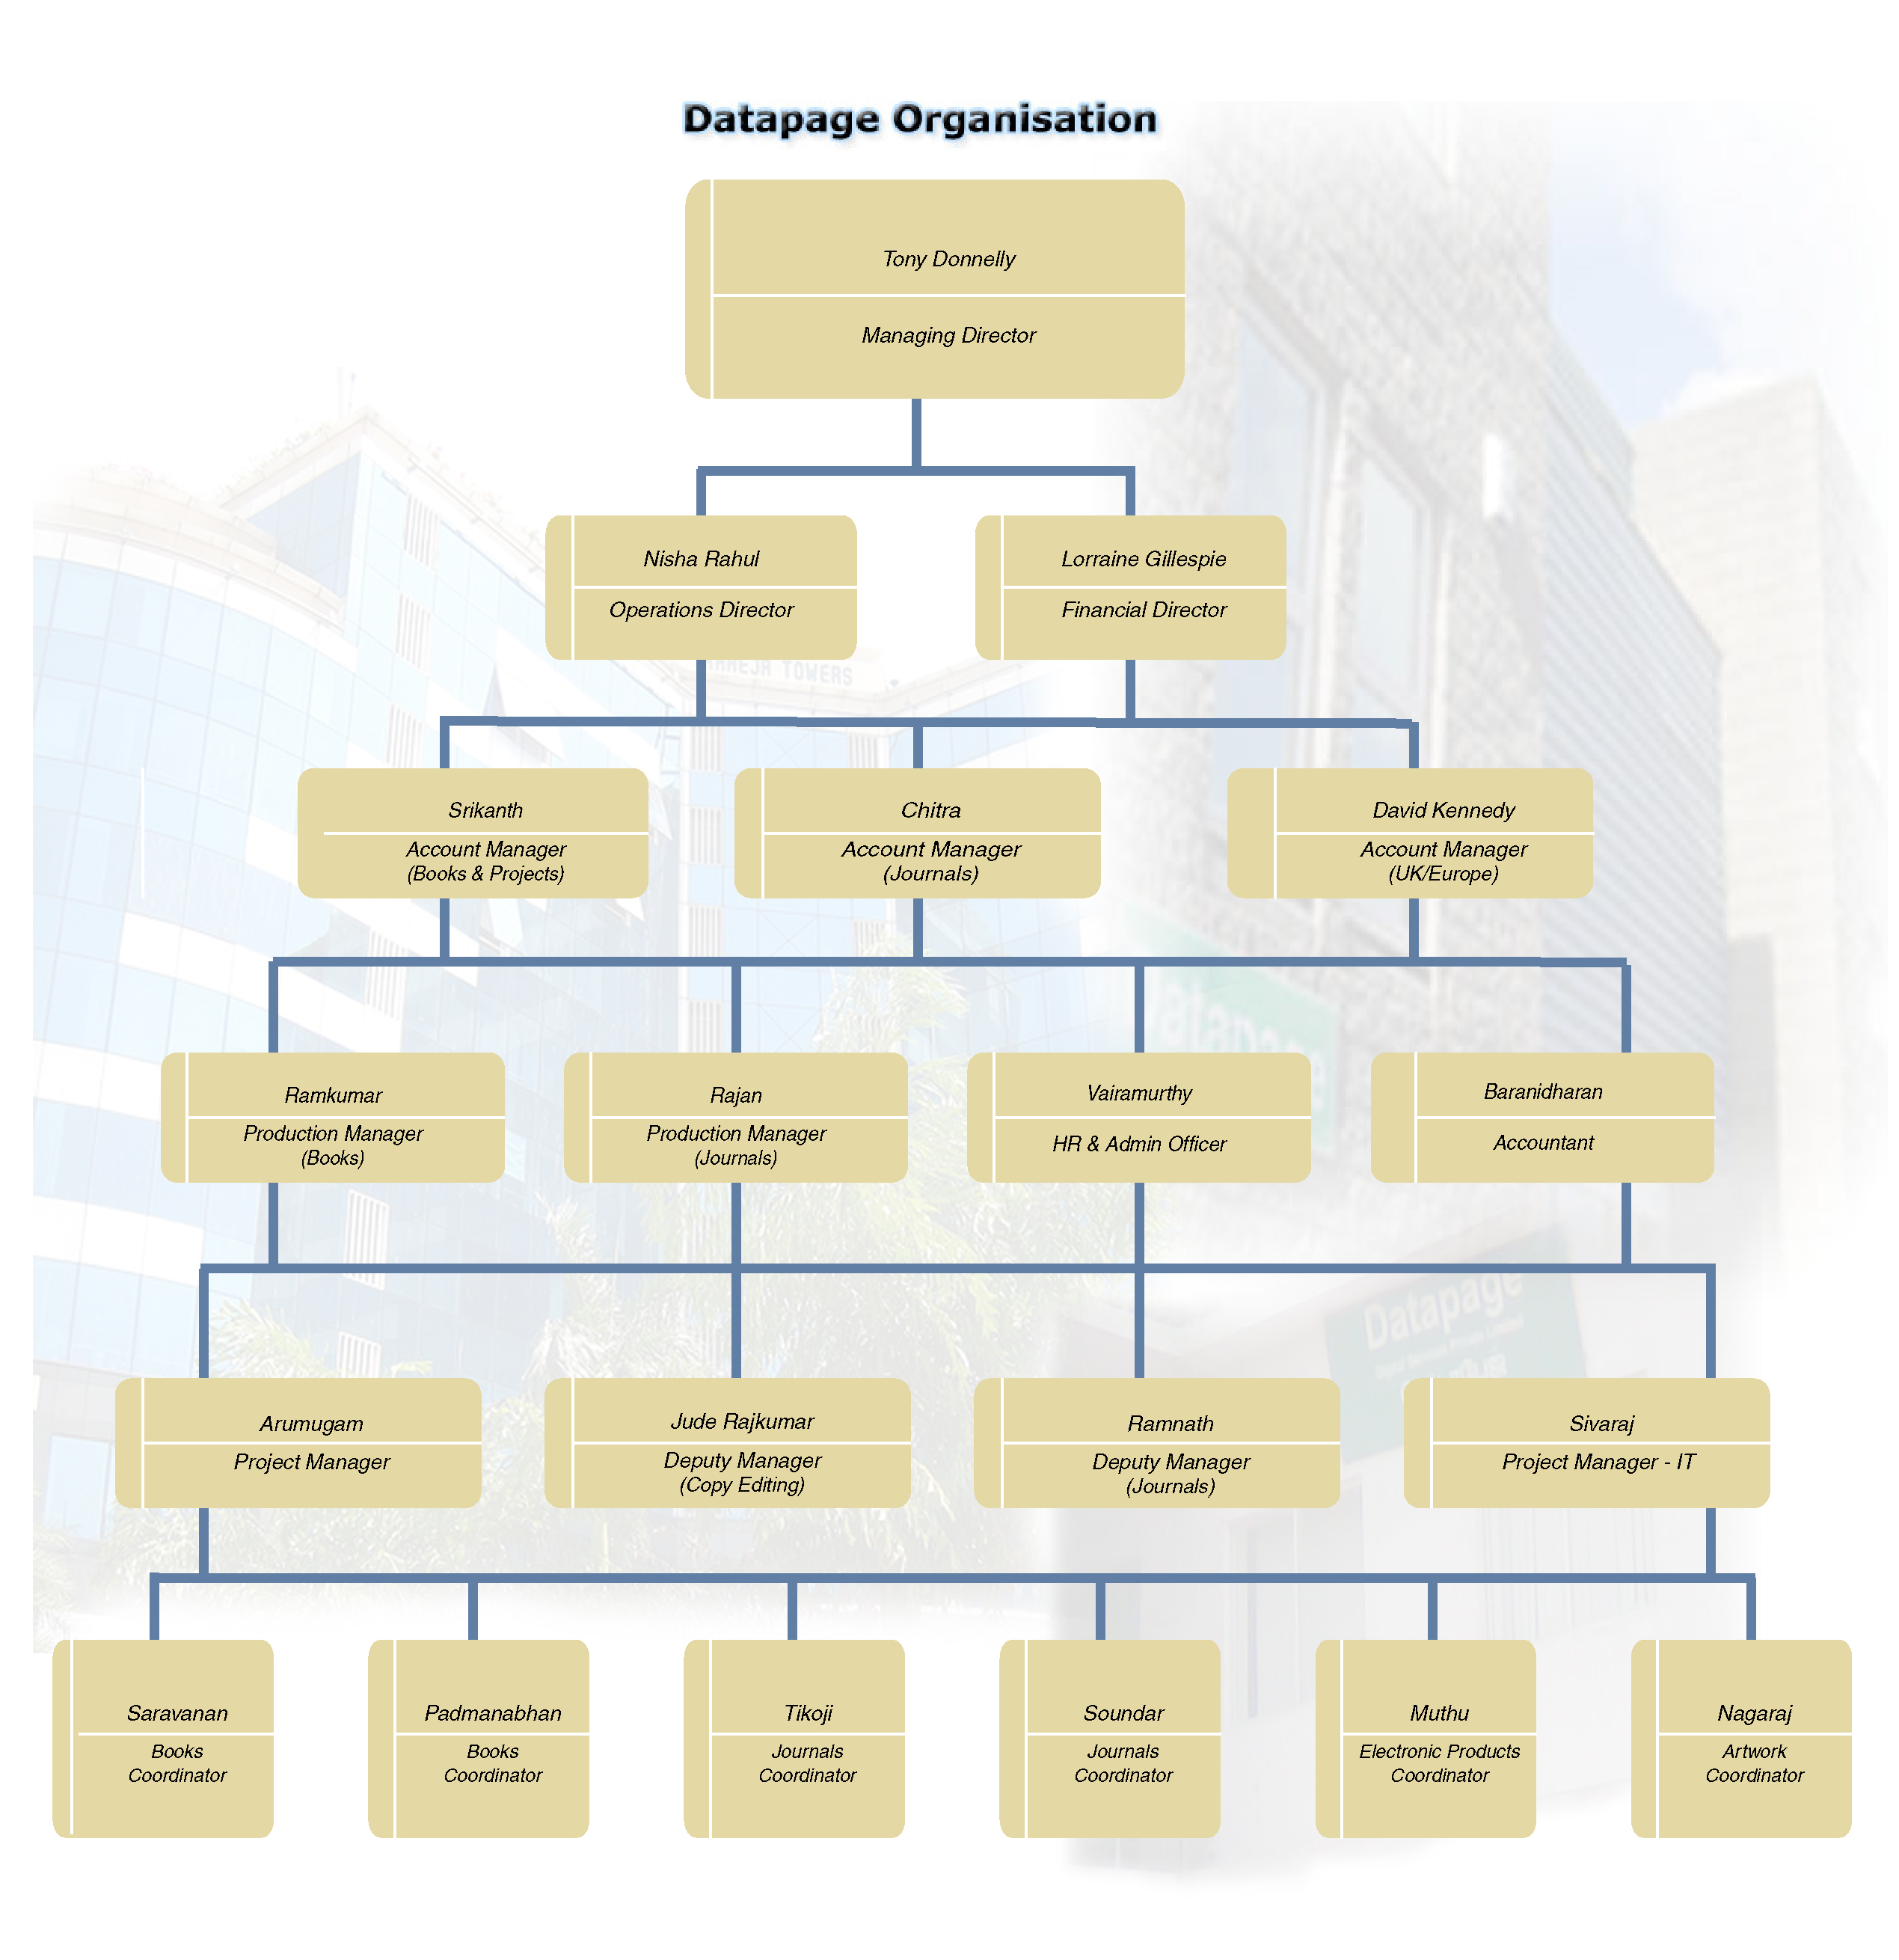 Datapage Organisation
Tony Donnelly
Managing Director
Nisha Rahul
Operations Director
Lorraine Gillespie
Financial Director
TOWERS
Srikanth
Account Manager
(Books & Projects)
Chitra
Account Manager
(Journals)
David Kennedy
Account Manager
(UK/Europe)
Datapage
Ramkumar
Production Manager
(Books)
Rajan
Production Manager
(Journals)
Vairamurthy
HR & Admin Officer
Baranidharan
Accountant
Datapage
Arumugam
Project Manager
Jude Rajkumar
Deputy Manager
(Copy Editing)
Ramnath
Deputy Manager
(Journals)
Sivaraj
Project Manager - IT
Saravanan
Books
Coordinator
Padmanabhan
Books
Coordinator
Tikoji
Journals
Coordinator
Soundar
Journals
Coordinator
Muthu
Electronic Products
Coordinator
Nagaraj
Artwork
Coordinator